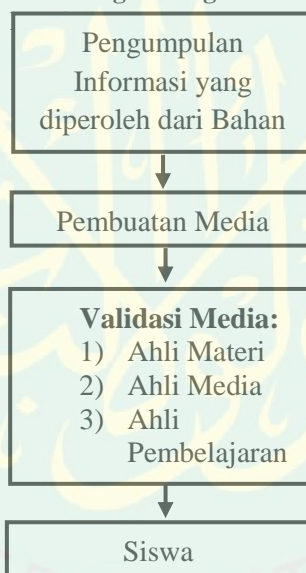 Pengumpulan
Informasi yang
diperoleh dari Bahan
Pembuatan Media
Validasi Media:
1) Ahli Materi
2) Ahli Media
3) Ahli
Pembelajaran
Siswa